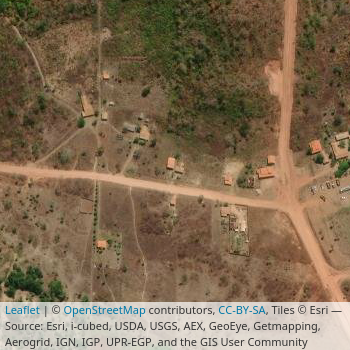 Leaflet | © OpenStreetMap contributors, CC-BY-SA, Tiles © Esri —
Source: Esri, i-cubed, USDA, USGS, AEX, GeoEye, Getmapping,
Aerogrid, IGN, IGP, UPR-EGP, and the GIS User Community